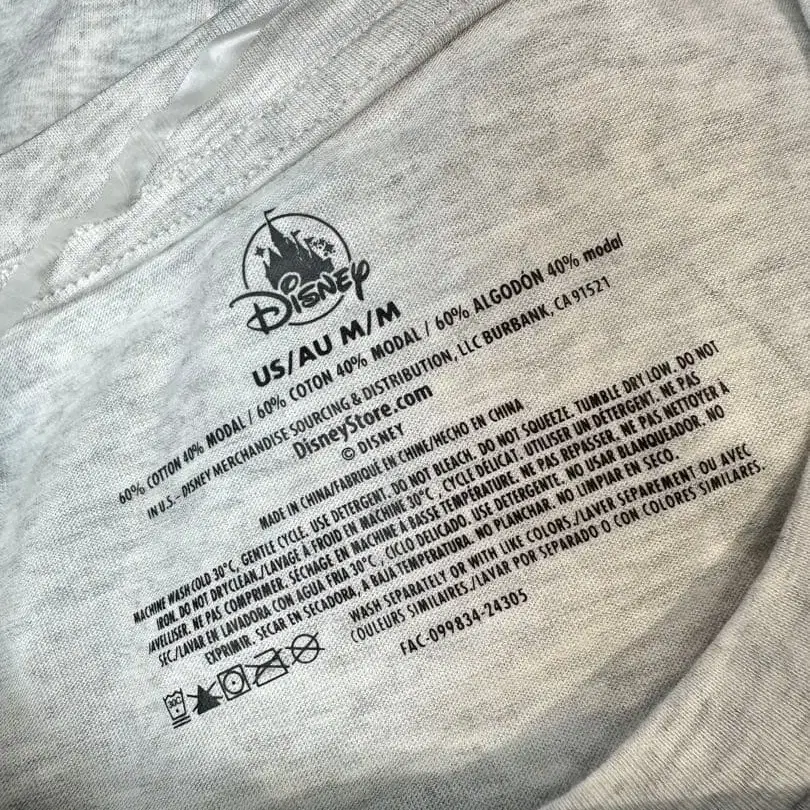 Disney
US/AU M/M
60% COTTON 40% MODAL / 60% COTON 40% MODAL / 60% ALGODÓN 40% modal
IN U.S.-DISNEY MERCHANDISE SOURCING & DISTRIBUTION, LLC BURBANK, CA 91521
DisneyStore.com
© DISNEY
MADE IN CHINA/FABRIQUÉ EN CHINE/HECHO EN CHINA
MACHINE WASH COLD 30°C, GENTLE CYCLE. USE DETERGENT. DO NOT BLEACH. DO NOT SQUEEZE. TUMBLE DRY LOW. DO NOT
IRON. DO NOT DRYCLEAN./LAVAGE À FROID EN MACHINE 30°C , CYCLE DELICAT. UTILISER UN DETERGENT. NE PAS
JAVELLISER. NE PAS COMPRIMER. SÉCHAGE EN MACHINE À BASSE TEMPÉRATURE. NE PAS REPASSER. NE PAS NETTOYER À
SEC./LAVAR EN LAVADORA CON AGUA FRIA 30°C , CICLO DELICADO. USE DETERGENTE. NO USAR BLANQUEADOR. NO
EXPRIMIR. SECAR EN SECADORA, A BAJA TEMPERATURA. NO PLANCHAR. NO LIMPIAR EN SECO.
WASH SEPARATELY OR WITH LIKE COLORS./LAVER SEPAREMENT OU AVEC
COULEURS SIMILAIRES./LAVAR POR SEPARADO O CON COLORES SIMILARES.
30C
FAC-099834-24305